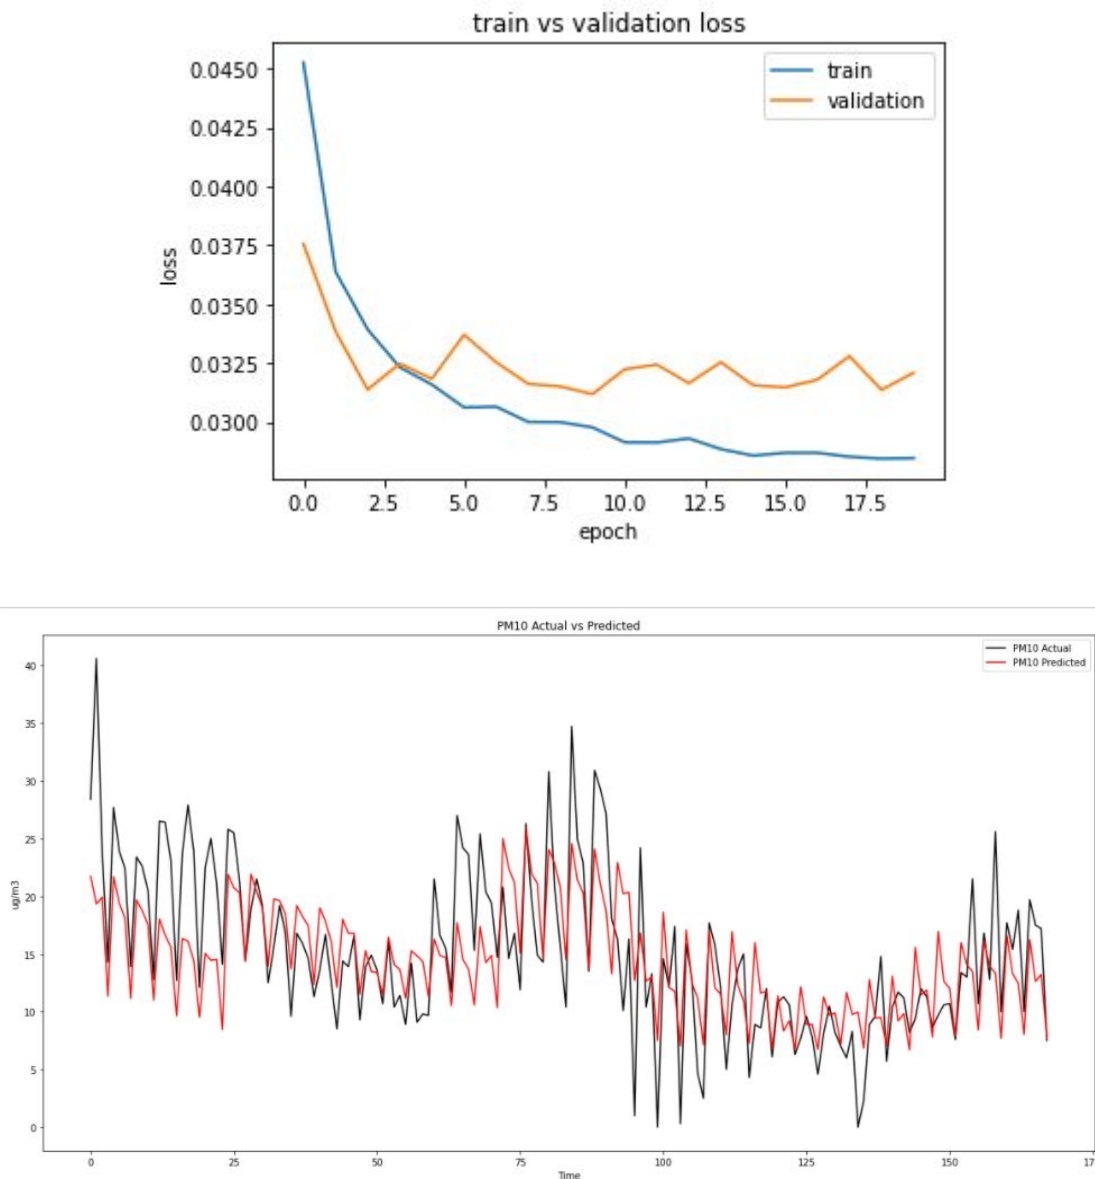 train vs validation loss
train
validation
0.0450
0.0425
0.0400
0.0375
0.0350
0.0325
0.0300
loss
0.0 2.5 5.0 7.5 10.0 12.5 15.0 17.5
epoch
PM10 Actual vs Predicted
PM10 Actual
PM10 Predicted
40
35
30
25
20
15
10
5
0
ug/m3
0 25 50 75 100 125 150 17
Time